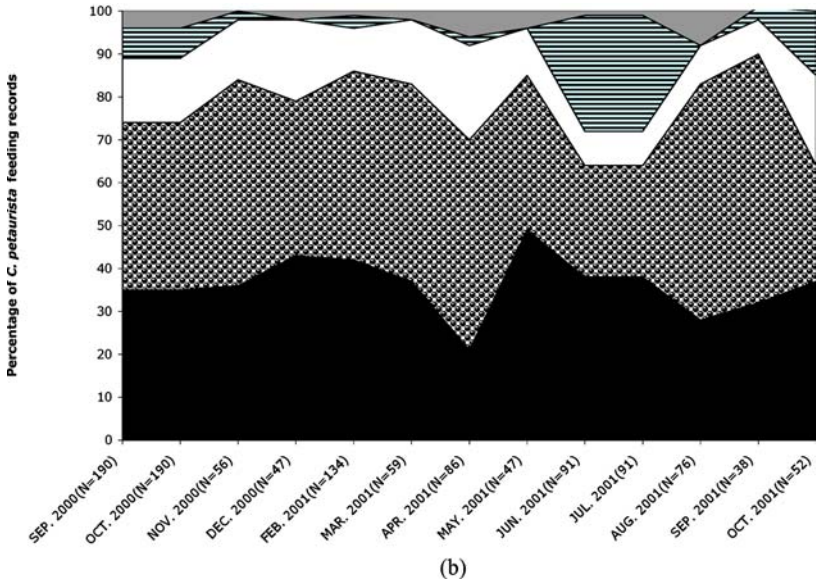 Percentage of C. petaurista feeding records
100
90
80
70
60
50
40
30
20
10
0
SEP. 2000(N=190)
OCT. 2000(N=190)
NOV. 2000(N=56)
DEC. 2000(N=47)
FEB. 2001(N=134)
MAR. 2001(N=59)
APR. 2001(N=86)
MAY. 2001(N=47)
JUN. 2001(N=91)
JUL. 2001(91)
AUG. 2001(N=76)
SEP. 2001(N=38)
OCT. 2001(N=52)
(b)